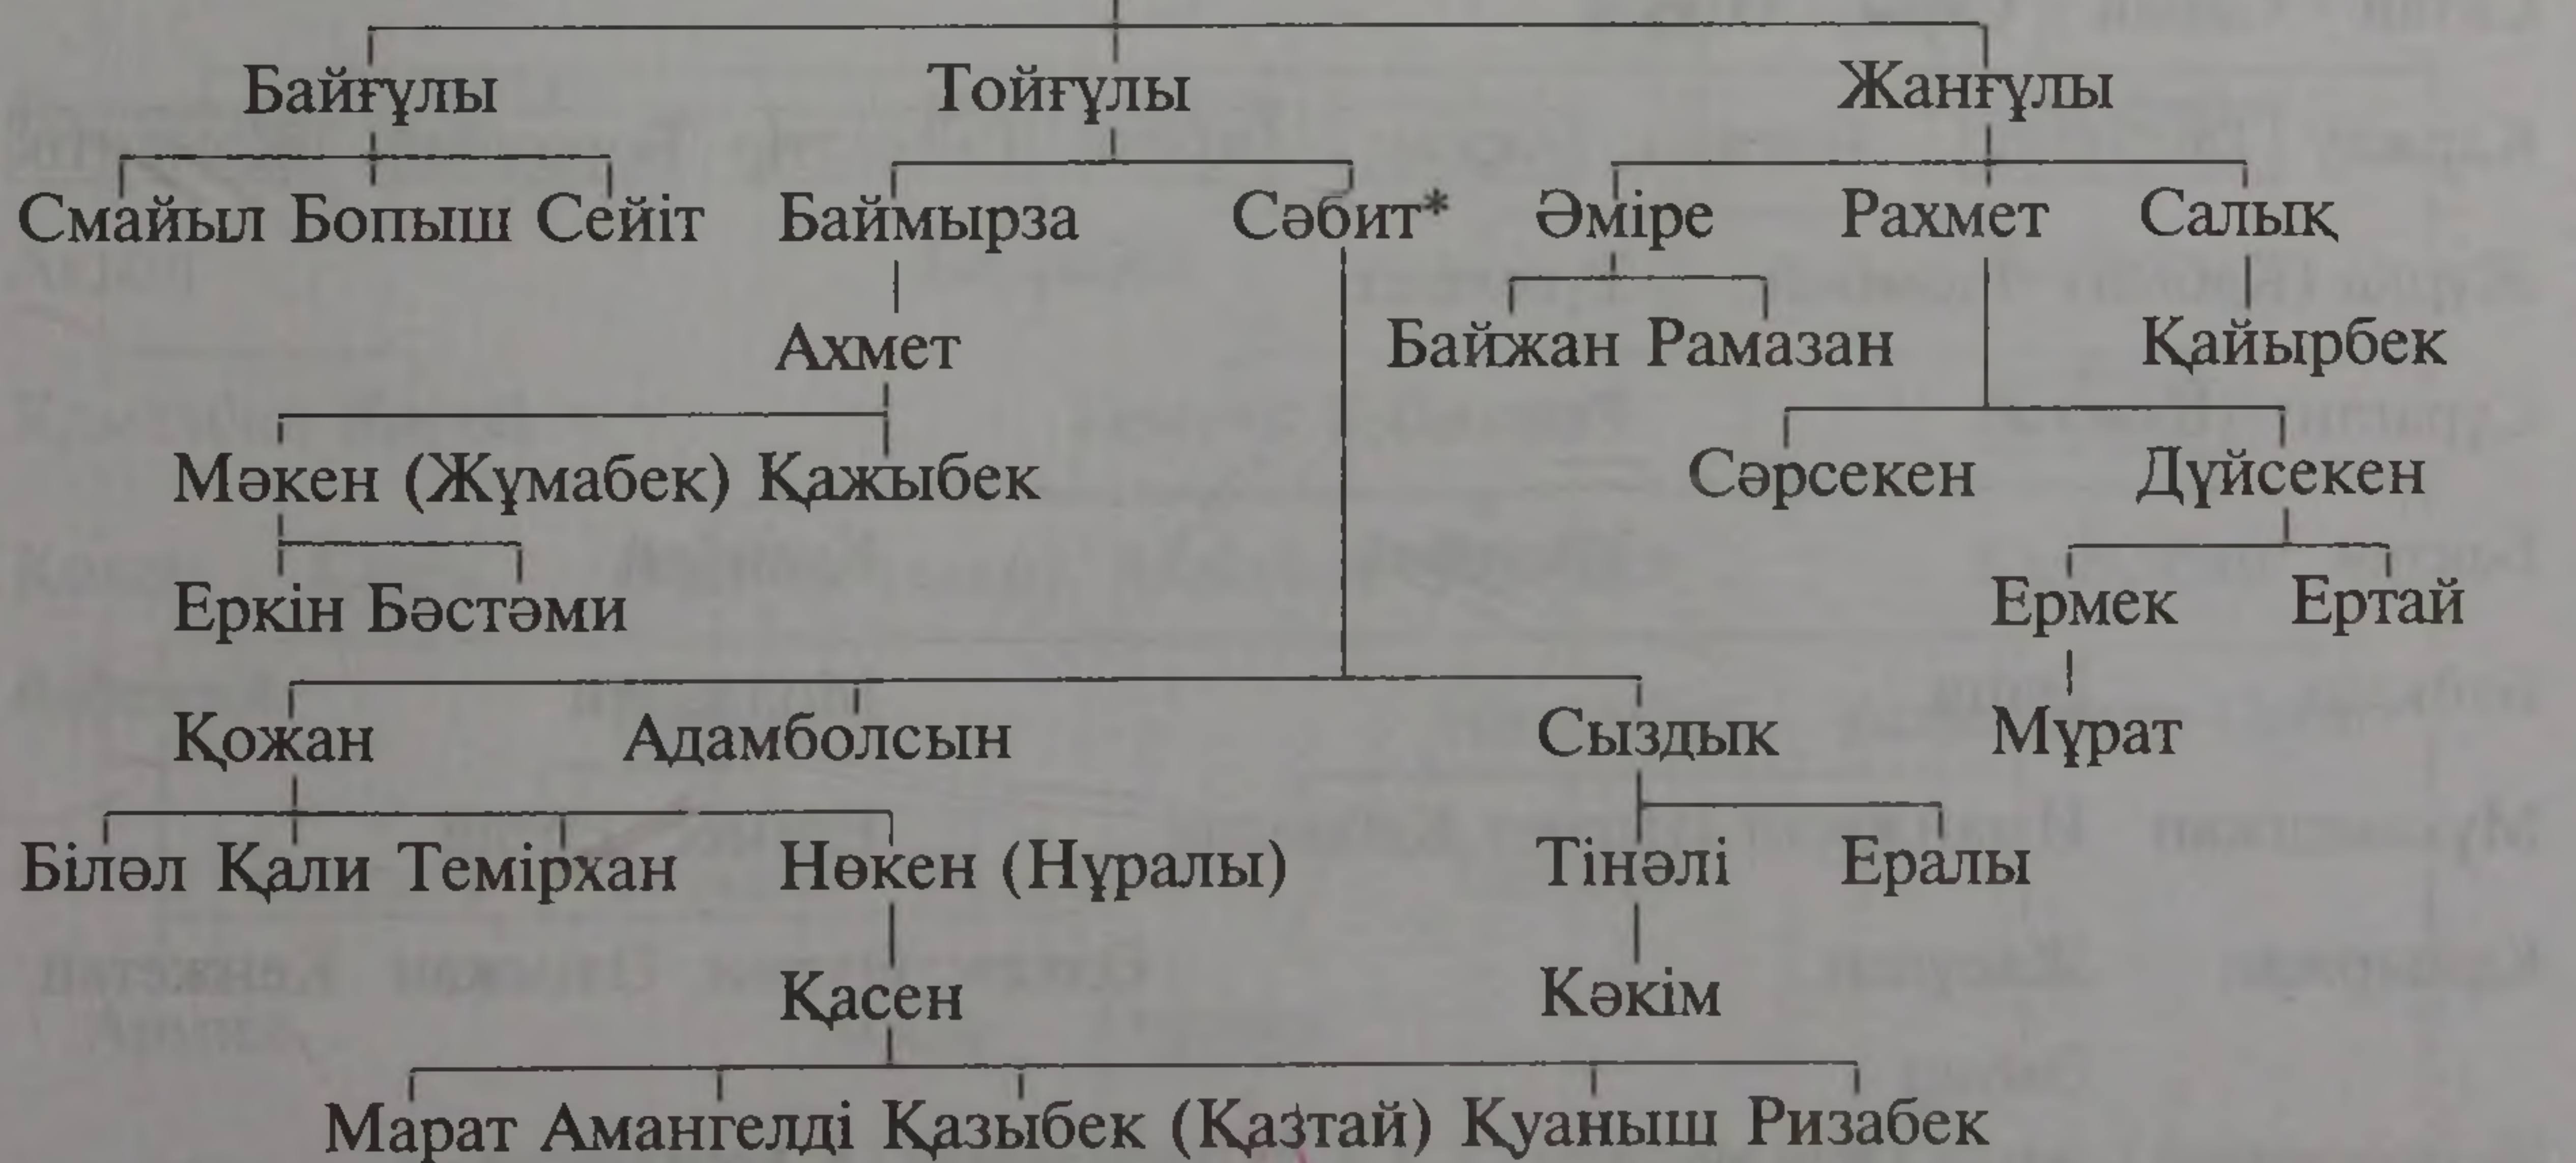 Байғұлы Тойғұлы Жанғұлы
Смайыл Бопыш Сейіт Баймырза Сәбит* Әміре Рахмет Салық
Ахмет Байжан Рамазан Қайырбек
Мәкен (Жұмабек) Қажыбек Сәрсекен Дүйсекен
Еркін Бәстәми Ермек Ертай
Қожан Адамболсын Сыздық Мұрат
Біләл Қали Темірхан Нөкен (Нұралы) Тінәлі Ералы
Қасен Кәкім
Марат Амангелді Қазыбек (Қазтай) Қуаныш Ризабек